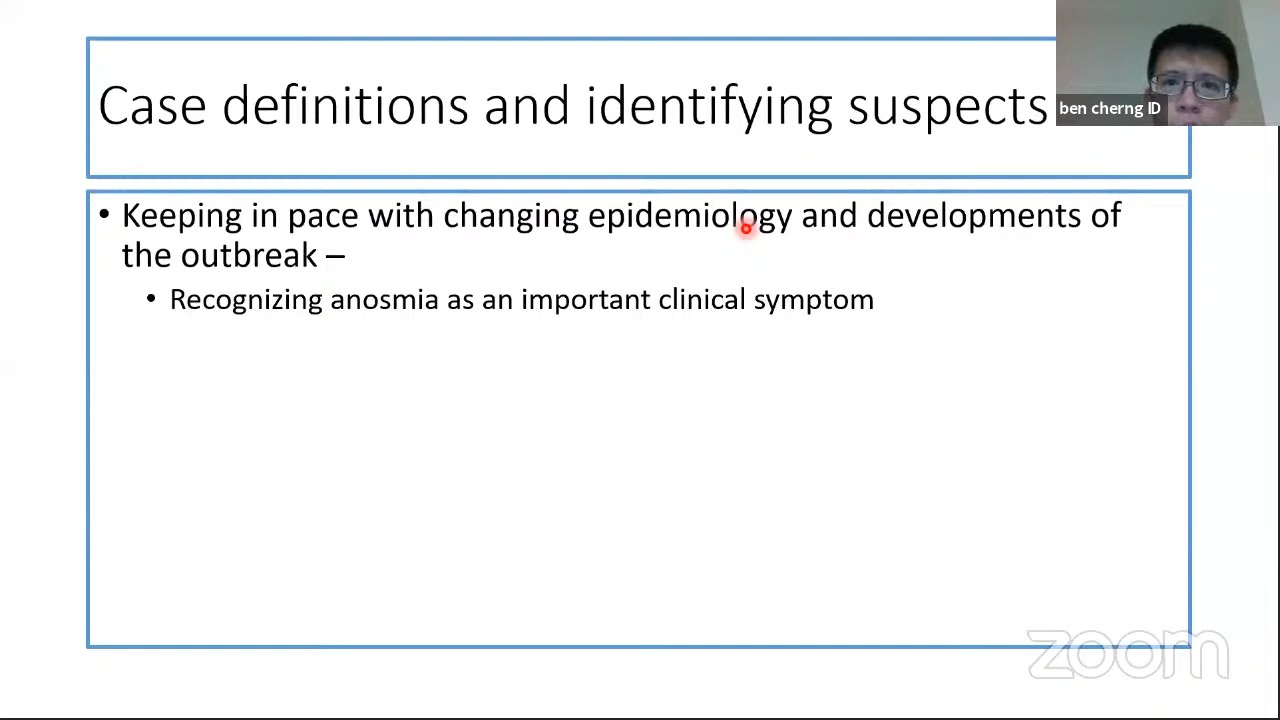 Case definitions and identifying suspects
ben cherng ID
• Keeping in pace with changing epidemiology and developments of
the outbreak –
• Recognizing anosmia as an important clinical symptom
zoom